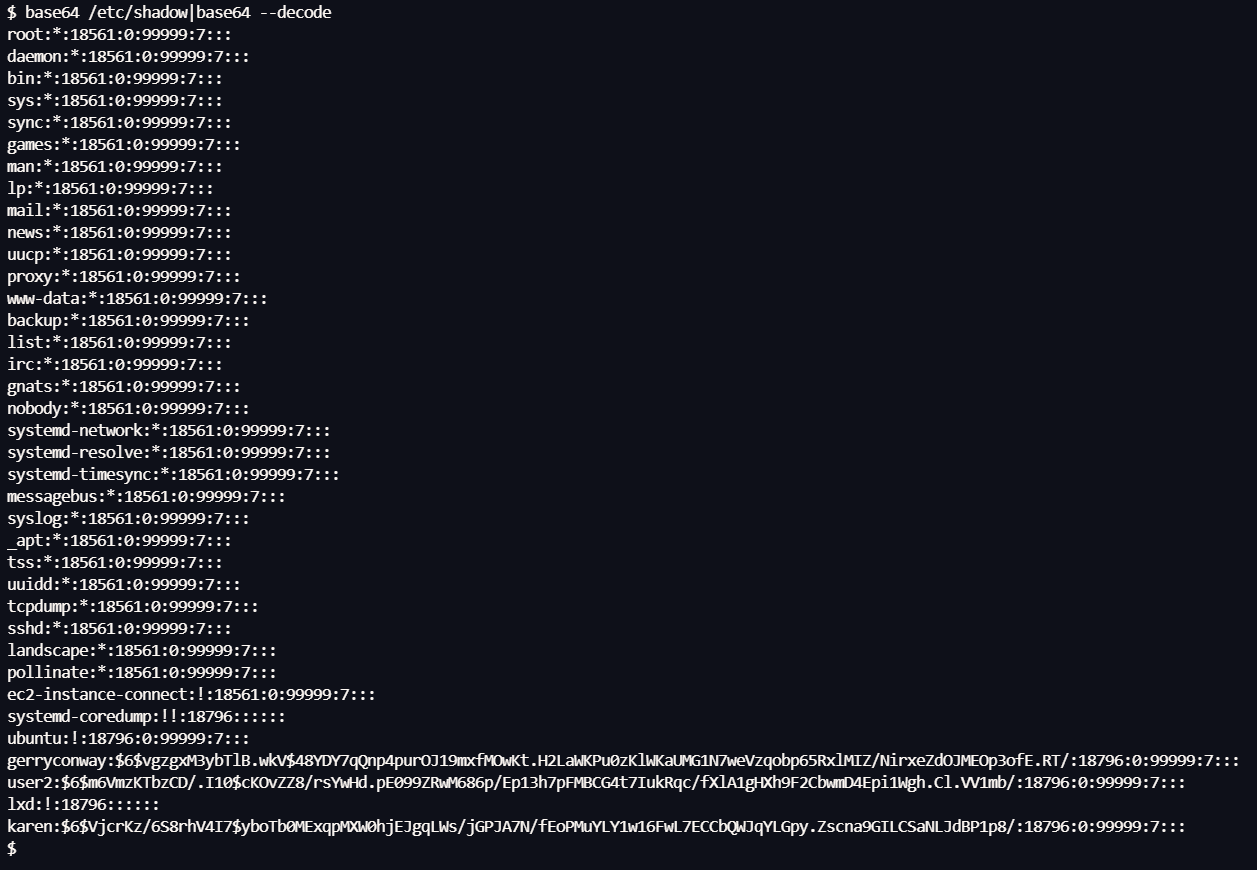 $ base64 /etc/shadow|base64 --decode
root:*:18561:0:99999:7:::
daemon:*:18561:0:99999:7:::
bin:*:18561:0:99999:7:::
sys:*:18561:0:99999:7:::
sync:*:18561:0:99999:7:::
games:*:18561:0:99999:7:::
man:*:18561:0:99999:7:::
lp:*:18561:0:99999:7:::
mail:*:18561:0:99999:7:::
news:*:18561:0:99999:7:::
uucp:*:18561:0:99999:7:::
proxy:*:18561:0:99999:7:::
www-data:*:18561:0:99999:7:::
backup:*:18561:0:99999:7:::
list:*:18561:0:99999:7:::
irc:*:18561:0:99999:7:::
gnats:*:18561:0:99999:7:::
nobody:*:18561:0:99999:7:::
systemd-network:*:18561:0:99999:7:::
systemd-resolve:*:18561:0:99999:7:::
systemd-timesync:*:18561:0:99999:7:::
messagebus:*:18561:0:99999:7:::
syslog:*:18561:0:99999:7:::
_apt:*:18561:0:99999:7:::
tss:*:18561:0:99999:7:::
uuidd:*:18561:0:99999:7:::
tcpdump:*:18561:0:99999:7:::
sshd:*:18561:0:99999:7:::
landscape:*:18561:0:99999:7:::
pollinate:*:18561:0:99999:7:::
ec2-instance-connect:!:18561:0:99999:7:::
systemd-coredump:!!:18796::::::
ubuntu:!:18796:0:99999:7:::
gerryconway:$6$vgzgxM3ybTlB.wkV$48YDY7qQnp4purOJ19mxfMOwKt.H2LaWKPu0zKlWKaUMG1N7weVzqobp65RxlMIZ/NirxeZdOJMEOp3ofE.RT/:18796:0:99999:7:::
user2:$6$m6VmzKTbzCD/.I10$cKOvZZ8/rsYwHd.pE099ZRwM686p/Ep13h7pFMBCG4t7IukRqc/fXlA1gHXh9F2CbwmD4Epi1Wgh.Cl.VV1mb/:18796:0:99999:7:::
lxd:!:18796::::::
karen:$6$VjcrKz/6S8rhV4I7$yboTb0MExqpMXW0hjEJgqLWs/jGPJA7N/fEoPMuYLY1w16FwL7ECCbQWJqYLGpy.Zscna9GILCSaNLJdBP1p8/:18796:0:99999:7:::
$